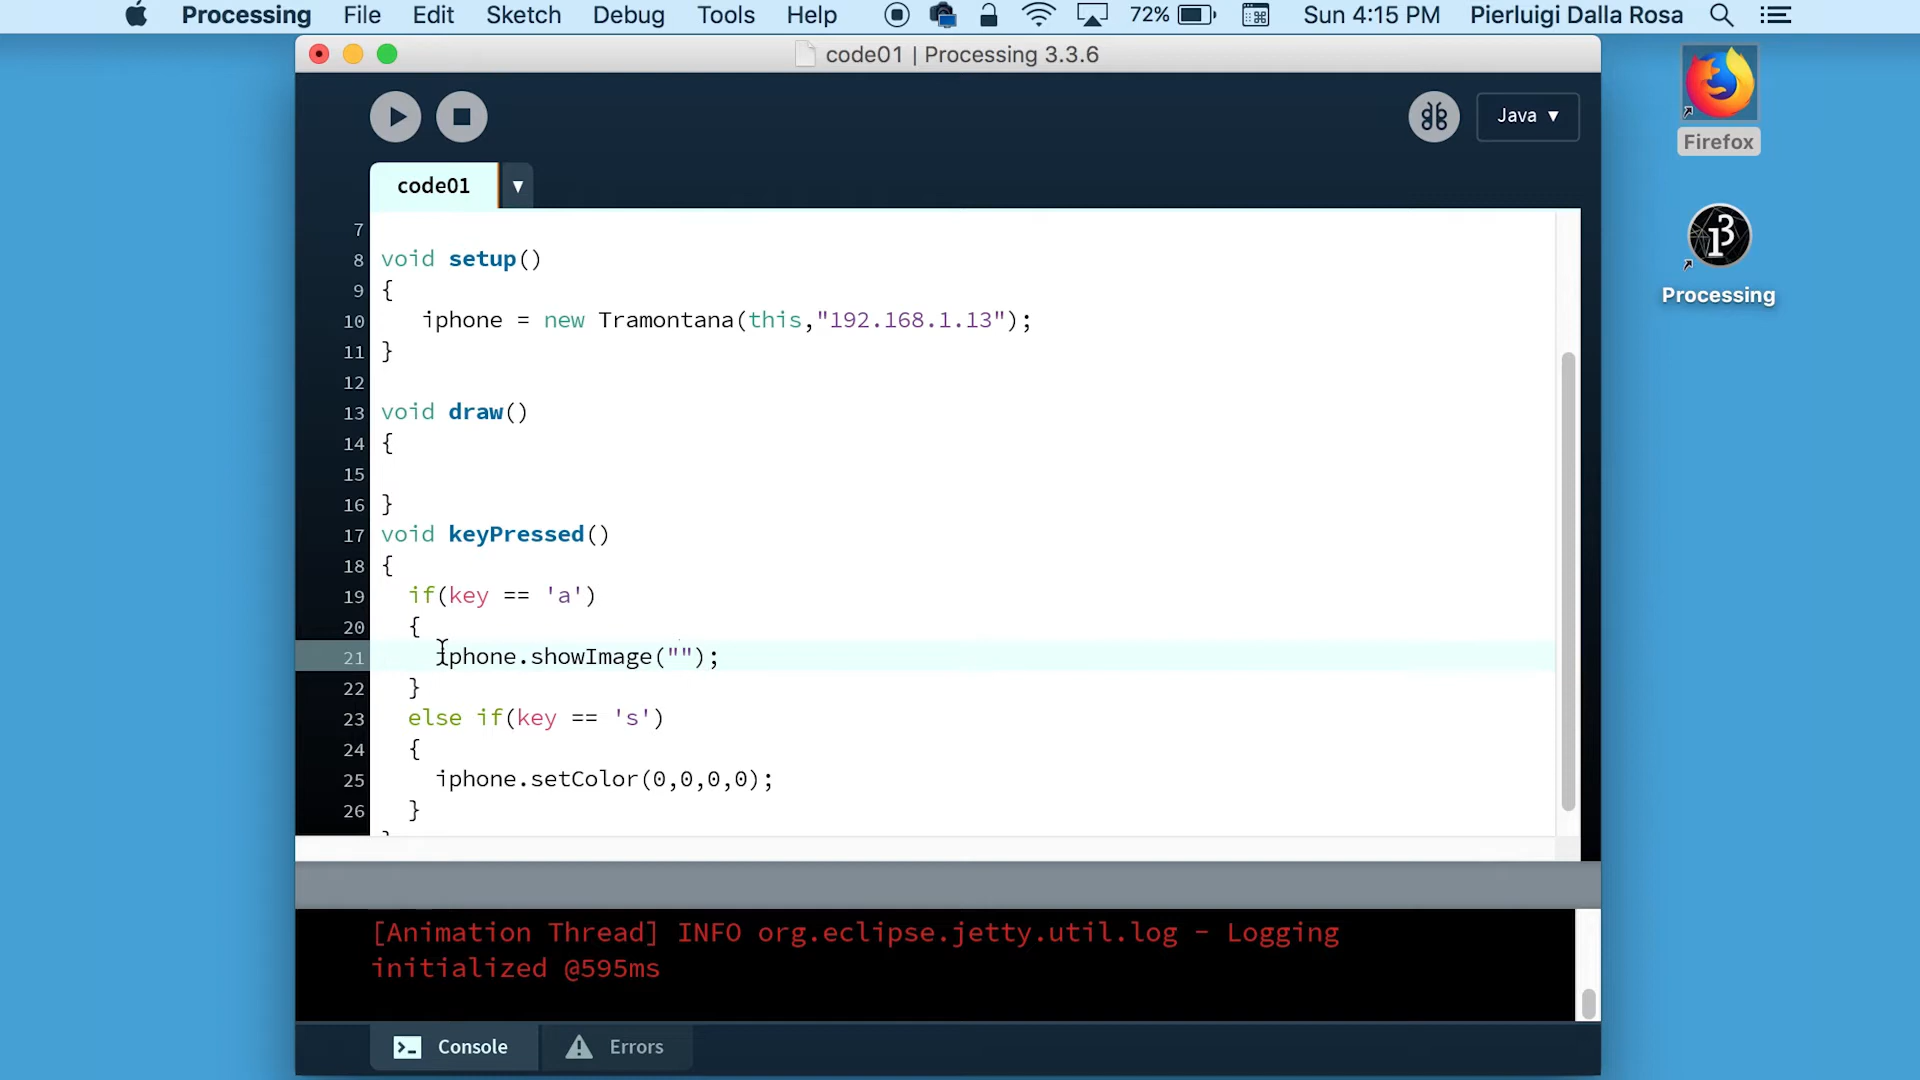 Processing File Edit Sketch Debug Tools Help 72% Sun 4:15 PM Pierluigi Dalla Rosa
code01 | Processing 3.3.6
Java ▾
code01
7
8 void setup()
9 {
10 iphone = new Tramontana(this,"192.168.1.13");
11 }
12
13 void draw()
14 {
15
16 }
17 void keyPressed()
18 {
19 if(key == 'a')
20 {
21 iphone.showImage("");
22 }
23 else if(key == 's')
24 {
25 iphone.setColor(0,0,0,0);
26 }
[Animation Thread] INFO org.eclipse.jetty.util.log - Logging
initialized @595ms
Console Errors
Firefox
Processing